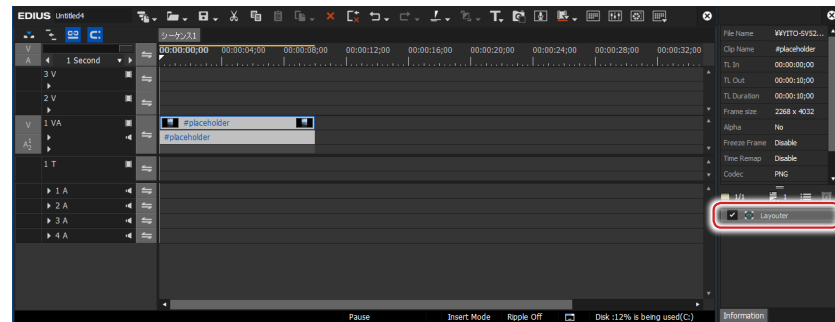 EDIUS Untitled4
シーケンス1
V
A
1 Second
00:00:00;00 00:00:04;00 00:00:08;00 00:00:12;00 00:00:16;00 00:00:20;00 00:00:24;00 00:00:28;00 00:00:32;00
3 V
2 V
V 1 VA #placeholder
#placeholder
1 T
1 A
2 A
3 A
4 A
Pause Insert Mode Ripple Off Disk :12% is being used(C:)
File Name ¥¥YITO-SV52...
Clip Name #placeholder
TL In 00:00:00;00
TL Out 00:00:10;00
TL Duration 00:00:10;00
Frame size 2268 x 4032
Alpha No
Freeze Frame Disable
Time Remap Disable
Codec PNG
1/1 1
Layouter
Information